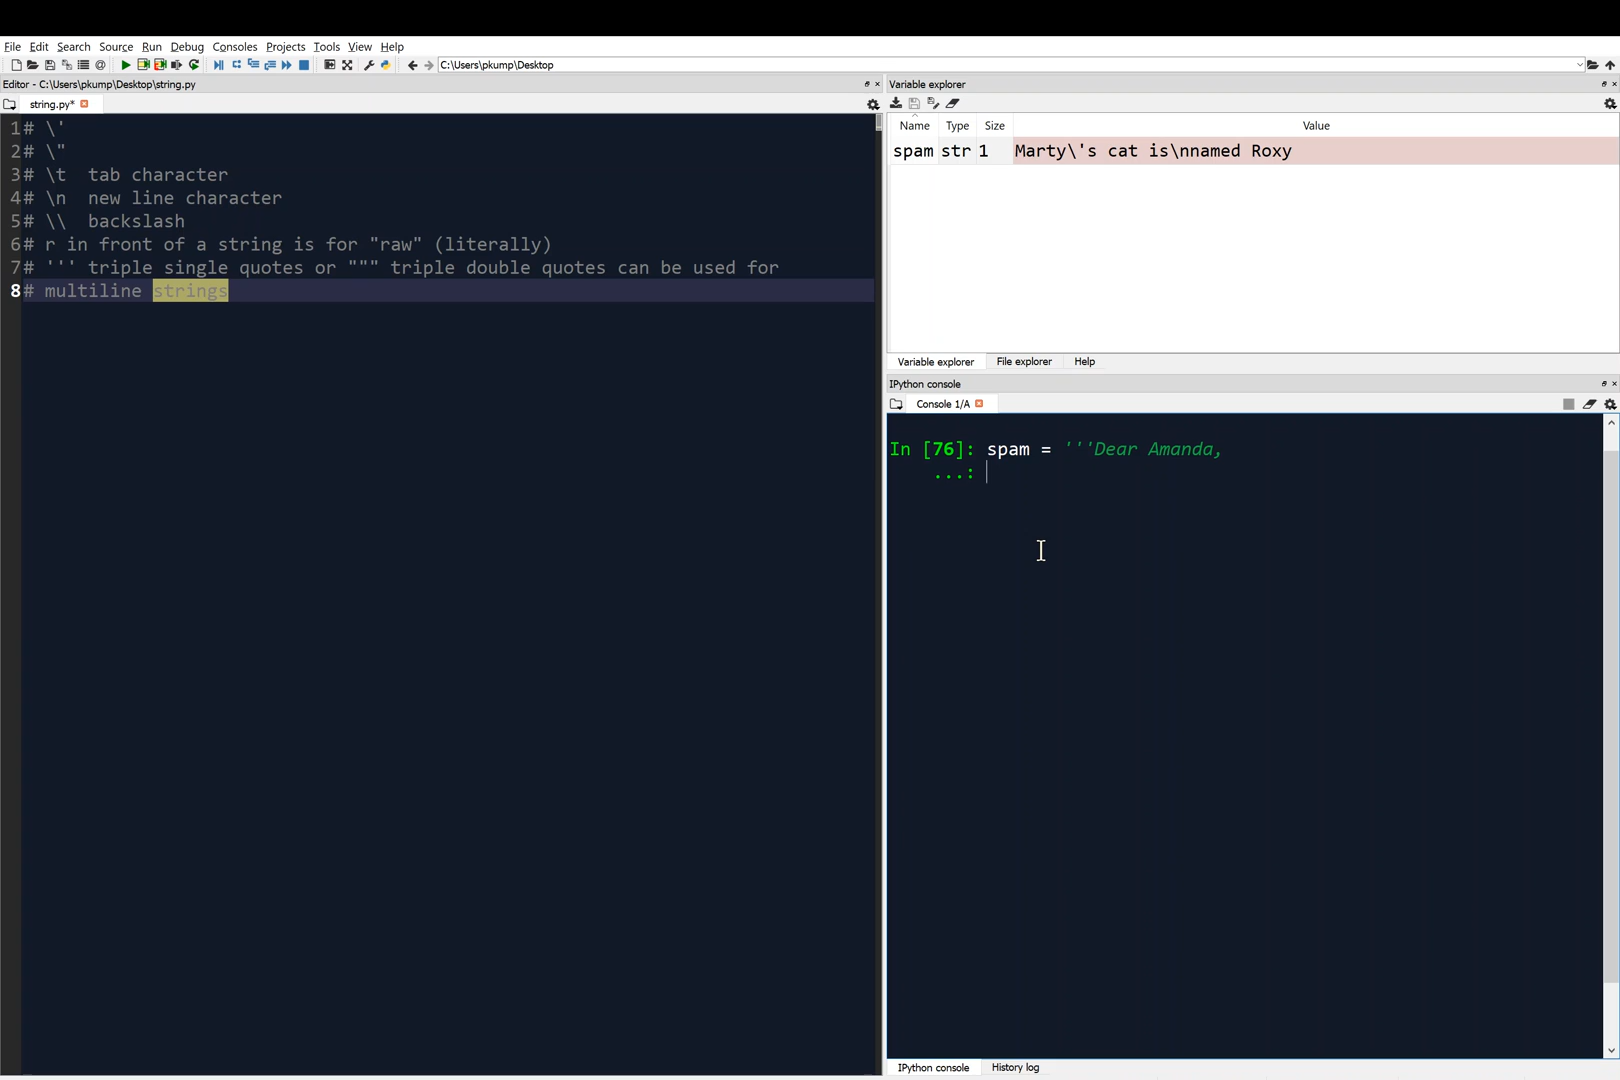 File Edit Search Source Run Debug Consoles Projects Tools View Help
C:\Users\pkump\Desktop
Editor - C:\Users\pkump\Desktop\string.py
string.py*
1 # \'
2 # \"
3 # \t  tab character
4 # \n  new line character
5 # \\  backslash
6 # r in front of a string is for "raw" (literally)
7 # ''' triple single quotes or """ triple double quotes can be used for
8 # multiline strings
Variable explorer
Name Type Size Value
spam str 1 Marty\'s cat is\nnamed Roxy
Variable explorer File explorer Help
IPython console
Console 1/A
In [76]: spam = '''Dear Amanda,
...:
IPython console History log